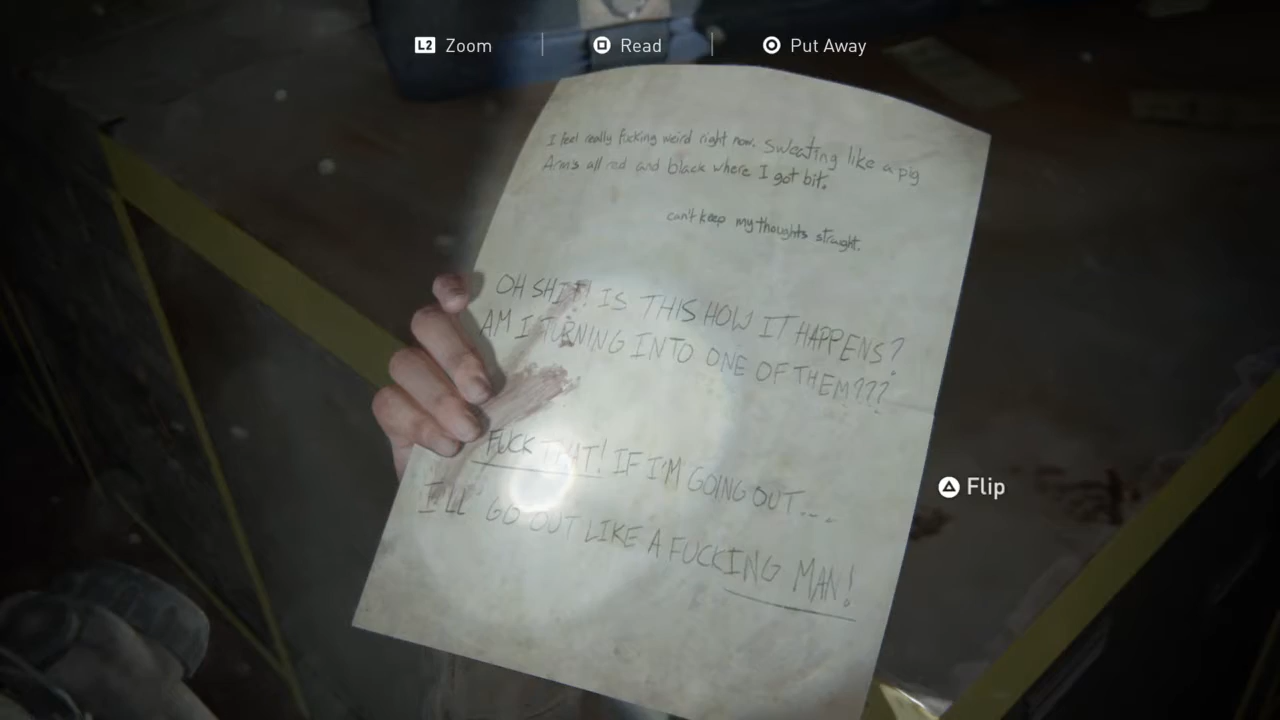 L2 Zoom | Read | Put Away
I feel really fucking weird right now. Sweating like a pig
Arm's all red and black where I got bit.
can't keep my thoughts straight.
OH SHIT! IS THIS HOW IT HAPPENS?
AM I TURNING INTO ONE OF THEM???
FUCK THAT! IF I'M GOING OUT...
Flip
I'LL GO OUT LIKE A FUCKING MAN!